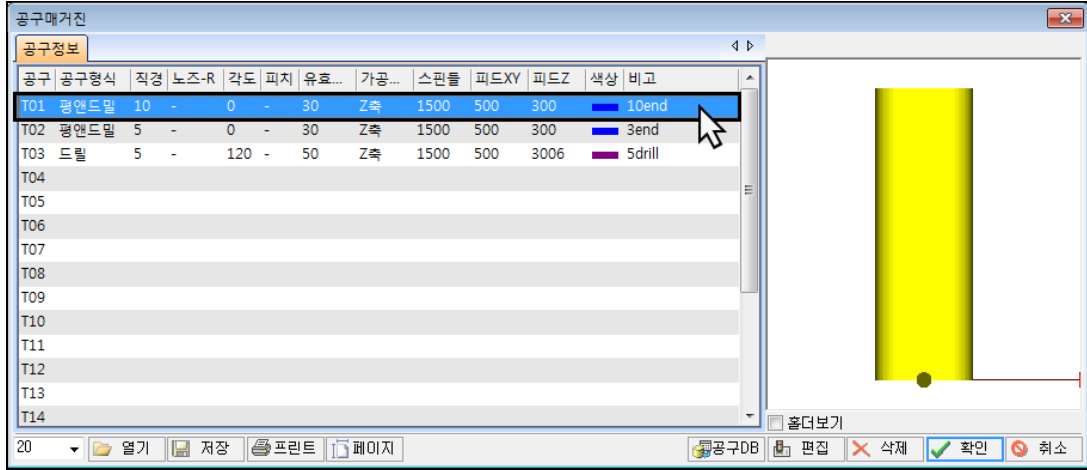 공구매거진
공구정보
공구 공구형식 직경 노즈-R 각도 피치 유효... 가공... 스핀들 피드XY 피드Z 색상 비고
T01 평앤드밀 10 - 0 - 30 Z축 1500 500 300 10end
T02 평앤드밀 5 - 0 - 30 Z축 1500 500 300 3end
T03 드릴 5 - 120 - 50 Z축 1500 500 3006 5drill
T04
T05
T06
T07
T08
T09
T10
T11
T12
T13
T14
홀더보기
20 열기 저장 프린트 페이지 공구DB 편집 삭제 확인 취소